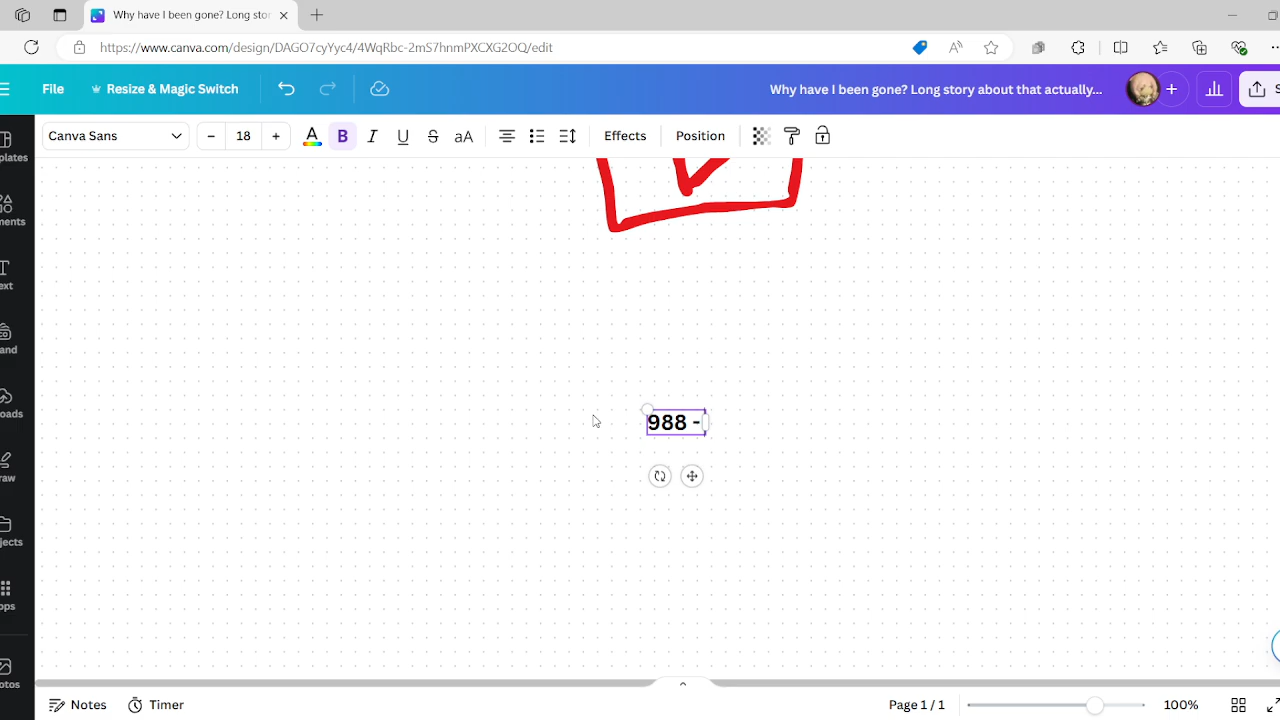 Why have I been gone? Long stor
https://www.canva.com/design/DAGO7cyYyc4/4WqRbc-2mS7hnmPXCXG2OQ/edit
File
Resize & Magic Switch
Why have I been gone? Long story about that actually...
S
Canva Sans
18
B
I
U
S
aA
Effects
Position
plates
ments
ext
and
oads
raw
jects
pps
otos
988 -
Notes
Timer
Page 1 / 1
100%